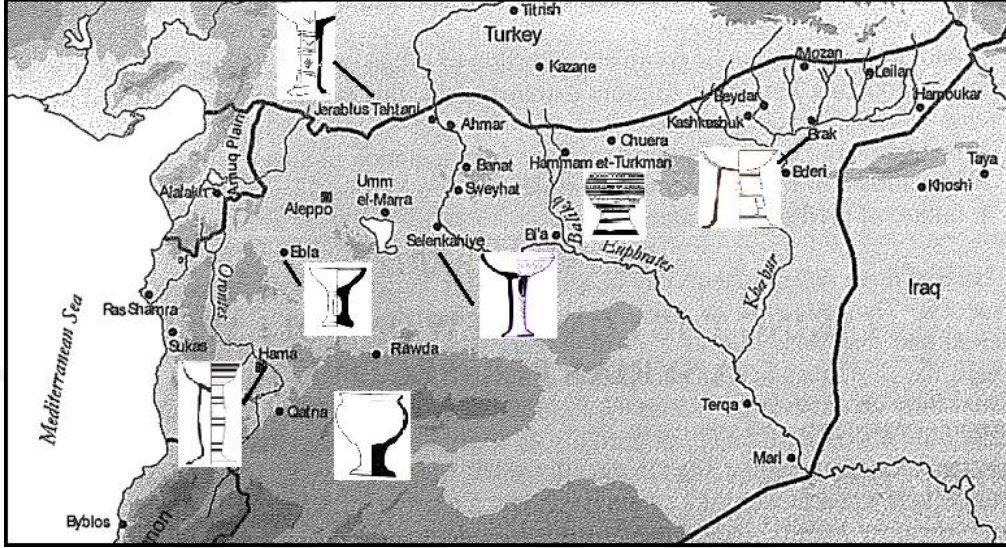 Titrish
Turkey
Kazane
Mozan
Leilan
Beydar
Hamoukar
Jerablus Tahtani
Kashkashuk
Ahmar
Brak
Chuera
Amuq Plain
Banat
Hammam et-Turkman
Taya
Ederi
Alalakh
Umm
el-Marra
Sweyhat
Khoshi
Aleppo
Balikh
Selenkahiye
Bi'a
Ebla
Euphrates
Orontes
Khabur
Iraq
Ras Shamra
Mediterranean Sea
Sukas
Hama
Rawda
Qatna
Terqa
Mari
Byblos